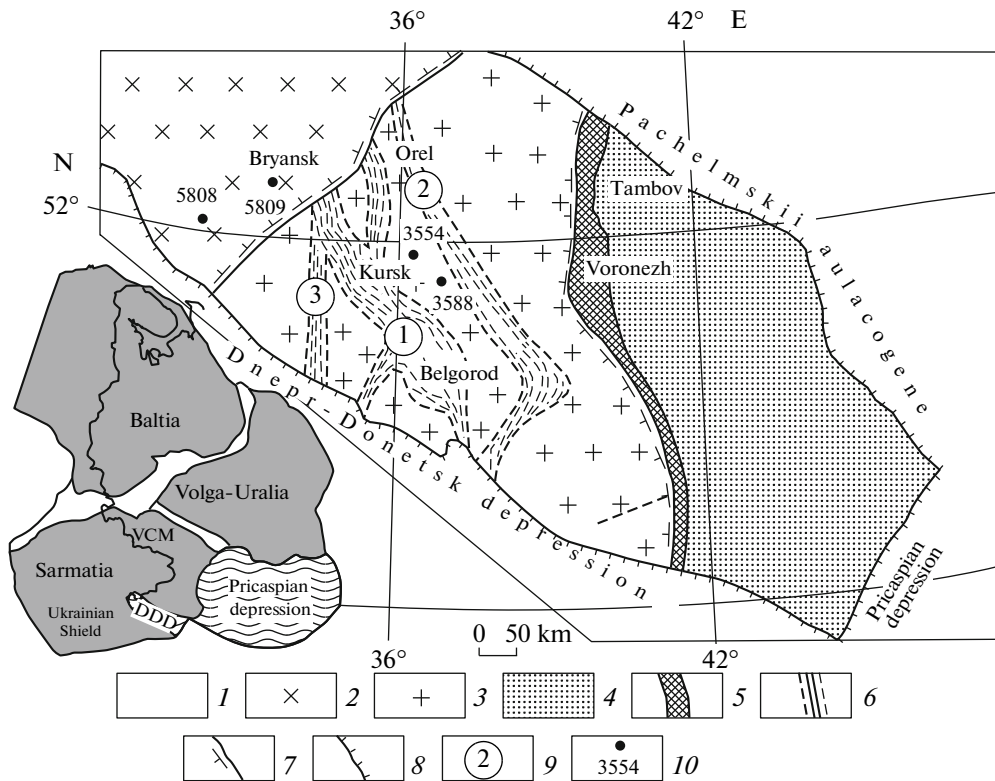 36°
42° E
Pachelmskii aulacogene
N
Orel
Bryansk
2
Tambov
5808
5809
52°
3554
Kursk
Voronezh
3588
3
1
Dnepr-Donetsk depression
Belgorod
Baltia
Volga-Uralia
VCM
Sarmatia
Pricaspian
depression
Ukrainian
Shield
DDD
Pricaspian
depression
0 50 km
36°
42°
1 2 3 4 5 6
7 8 2 9 3554 10